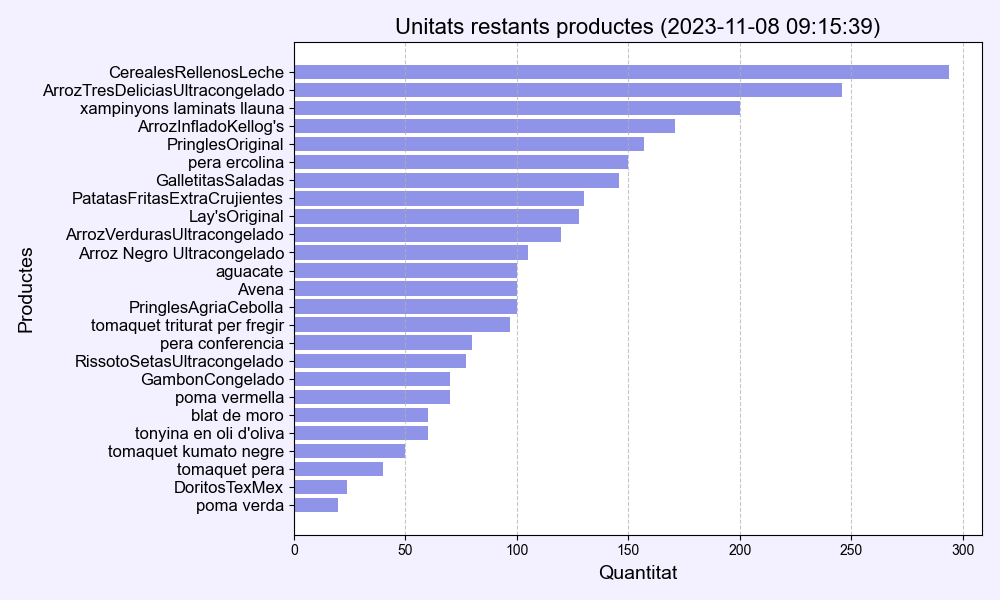 Unitats restants productes (2023-11-08 09:15:39)
Productes
CerealesRellenosLeche
ArrozTresDeliciasUltracongelado
xampinyons laminats llauna
ArrozInfladoKellog's
PringlesOriginal
pera ercolina
GalletitasSaladas
PatatasFritasExtraCrujientes
Lay'sOriginal
ArrozVerdurasUltracongelado
Arroz Negro Ultracongelado
aguacate
Avena
PringlesAgriaCebolla
tomaquet triturat per fregir
pera conferencia
RissotoSetasUltracongelado
GambonCongelado
poma vermella
blat de moro
tonyina en oli d'oliva
tomaquet kumato negre
tomaquet pera
DoritosTexMex
poma verda
0 50 100 150 200 250 300
Quantitat